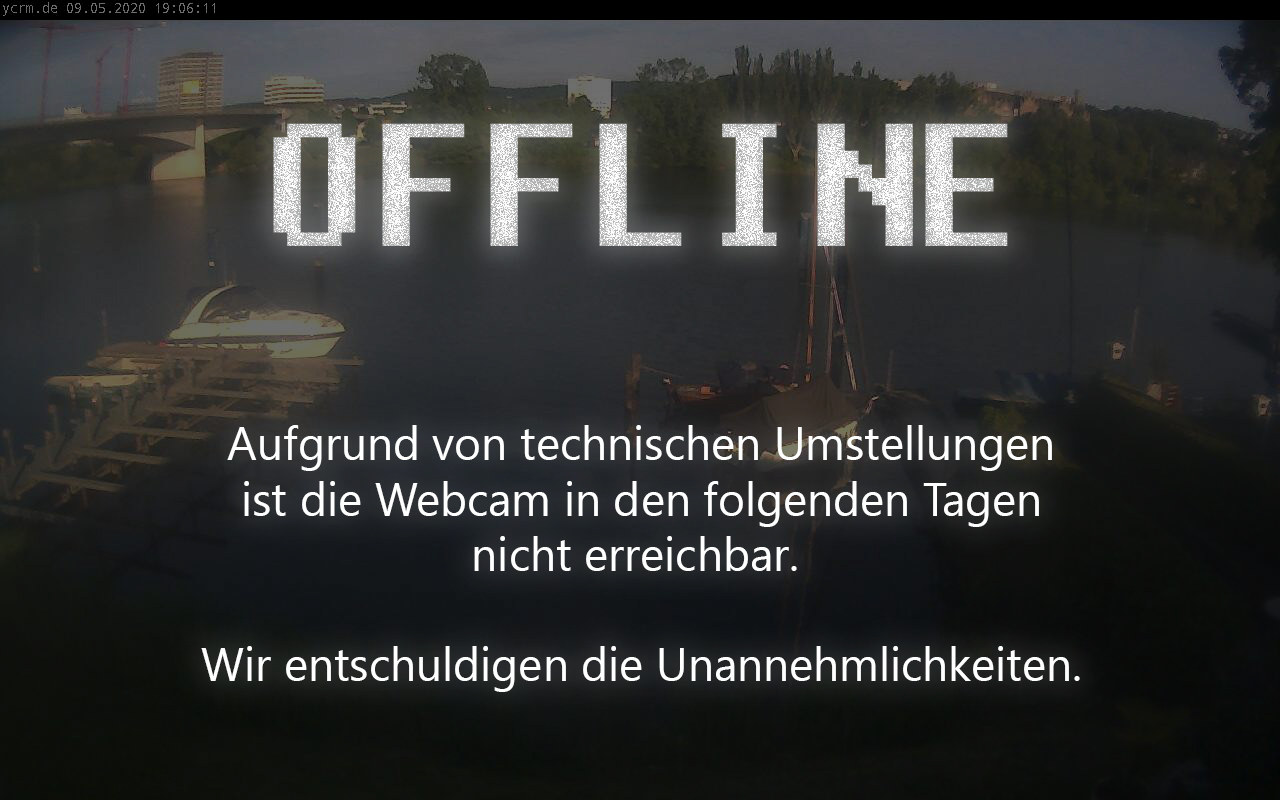 ycrm.de 09.05.2020 19:06:11
OFFLINE
Aufgrund von technischen Umstellungen
ist die Webcam in den folgenden Tagen
nicht erreichbar.
Wir entschuldigen die Unannehmlichkeiten.